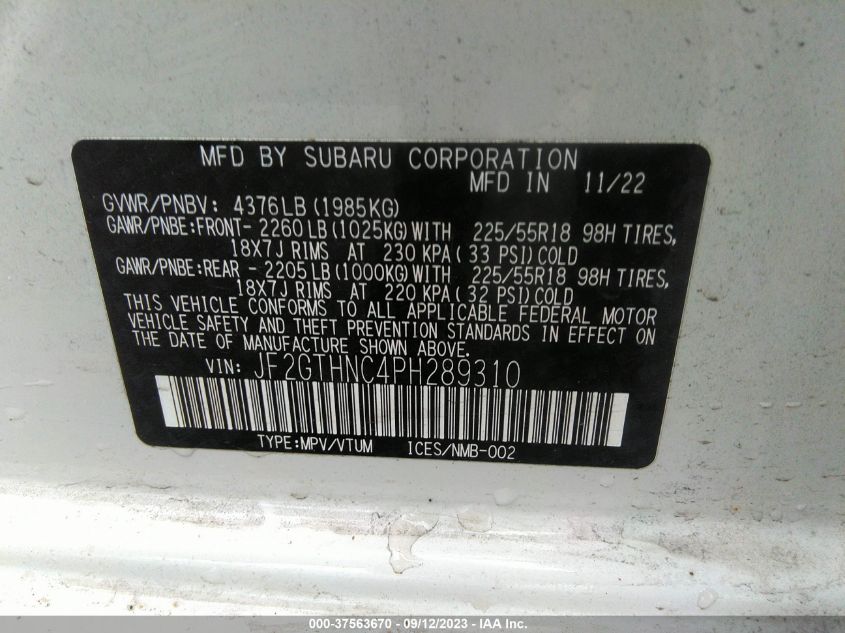 MFD BY SUBARU CORPORATION
MFD IN 11/22
GVWR/PNBV: 4376LB(1985KG)
GAWR/PNBE:FRONT- 2260LB(1025KG)WITH 225/55R18 98H TIRES,
18X7J RIMS AT 230 KPA(33 PSI)COLD
GAWR/PNBE:REAR - 2205LB(1000KG)WITH 225/55R18 98H TIRES,
18X7J RIMS AT 220 KPA(32 PSI)COLD
THIS VEHICLE CONFORMS TO ALL APPLICABLE FEDERAL MOTOR
VEHICLE SAFETY AND THEFT PREVENTION STANDARDS IN EFFECT ON
THE DATE OF MANUFACTURE SHOWN ABOVE.
VIN: JF2GTHNC4PH289310
TYPE:MPV/VTUM ICES/NMB-002
000-37563670 - 09/12/2023 - IAA Inc.